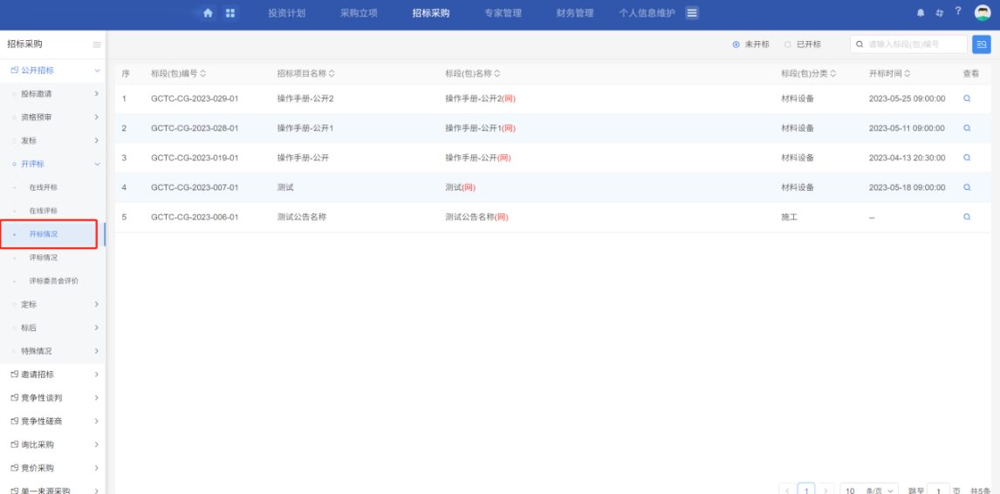 投资计划 采购立项 招标采购 专家管理 财务管理 个人信息维护 ?
招标采购
公开招标
投标邀请
资格预审
发标
开评标
在线开标
在线评标
开标情况
评标情况
评标委员会评价
定标
标后
特殊情况
邀请招标
竞争性谈判
竞争性磋商
询比采购
竞价采购
单一来源采购
未开标 已开标 请输入标段(包)编号
序 标段(包)编号 招标项目名称 标段(包)名称 标段(包)分类 开标时间 查看
1 GCTC-CG-2023-029-01 操作手册-公开2 操作手册-公开2(网) 材料设备 2023-05-25 09:00:00
2 GCTC-CG-2023-028-01 操作手册-公开1 操作手册-公开1(网) 材料设备 2023-05-11 09:00:00
3 GCTC-CG-2023-019-01 操作手册-公开 操作手册-公开(网) 材料设备 2023-04-13 20:30:00
4 GCTC-CG-2023-007-01 测试 测试(网) 材料设备 2023-05-18 09:00:00
5 GCTC-CG-2023-006-01 测试公告名称 测试公告名称(网) 施工 --
1 10 条/页 跳至 1 页 共5条